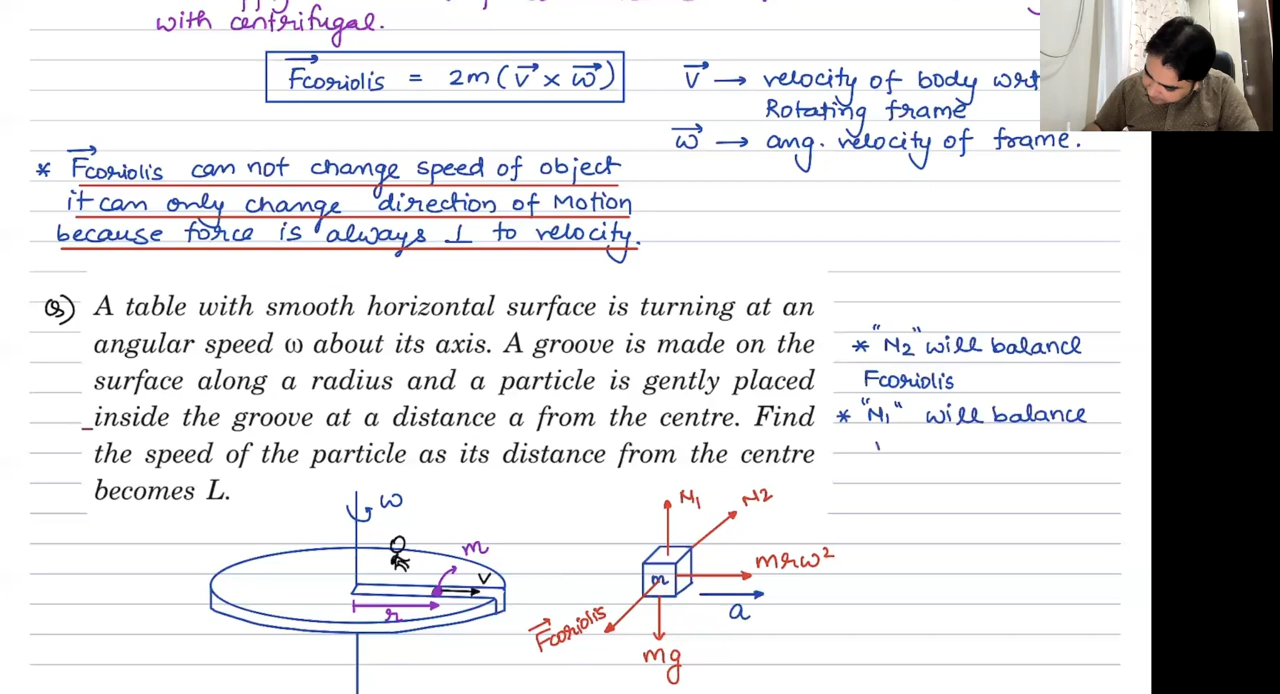 with centrifugal.
Fcoriolis = 2m (v × ω)
v → velocity of body wrt
Rotating frame
ω → ang. velocity of frame.
* Fcoriolis can not change speed of object
it can only change direction of Motion
because force is always ⊥ to velocity.
Q) A table with smooth horizontal surface is turning at an
angular speed ω about its axis. A groove is made on the
surface along a radius and a particle is gently placed
inside the groove at a distance a from the centre. Find
the speed of the particle as its distance from the centre
becomes L.
* "N2" will balance
Fcoriolis
* "N1" will balance
ω
m
v
r
N1
N2
mrω²
m
a
Fcoriolis
mg